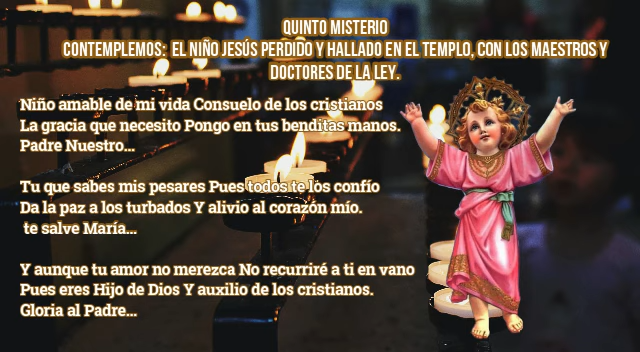 QUINTO MISTERIO
CONTEMPLEMOS: EL NIÑO JESÚS PERDIDO Y HALLADO EN EL TEMPLO, CON LOS MAESTROS Y
DOCTORES DE LA LEY.
Niño amable de mi vida Consuelo de los cristianos
La gracia que necesito Pongo en tus benditas manos.
Padre Nuestro...
Tu que sabes mis pesares Pues todos te los confío
Da la paz a los turbados Y alivio al corazón mío.
te salve María...
Y aunque tu amor no merezca No recurriré a ti en vano
Pues eres Hijo de Dios Y auxilio de los cristianos.
Gloria al Padre...